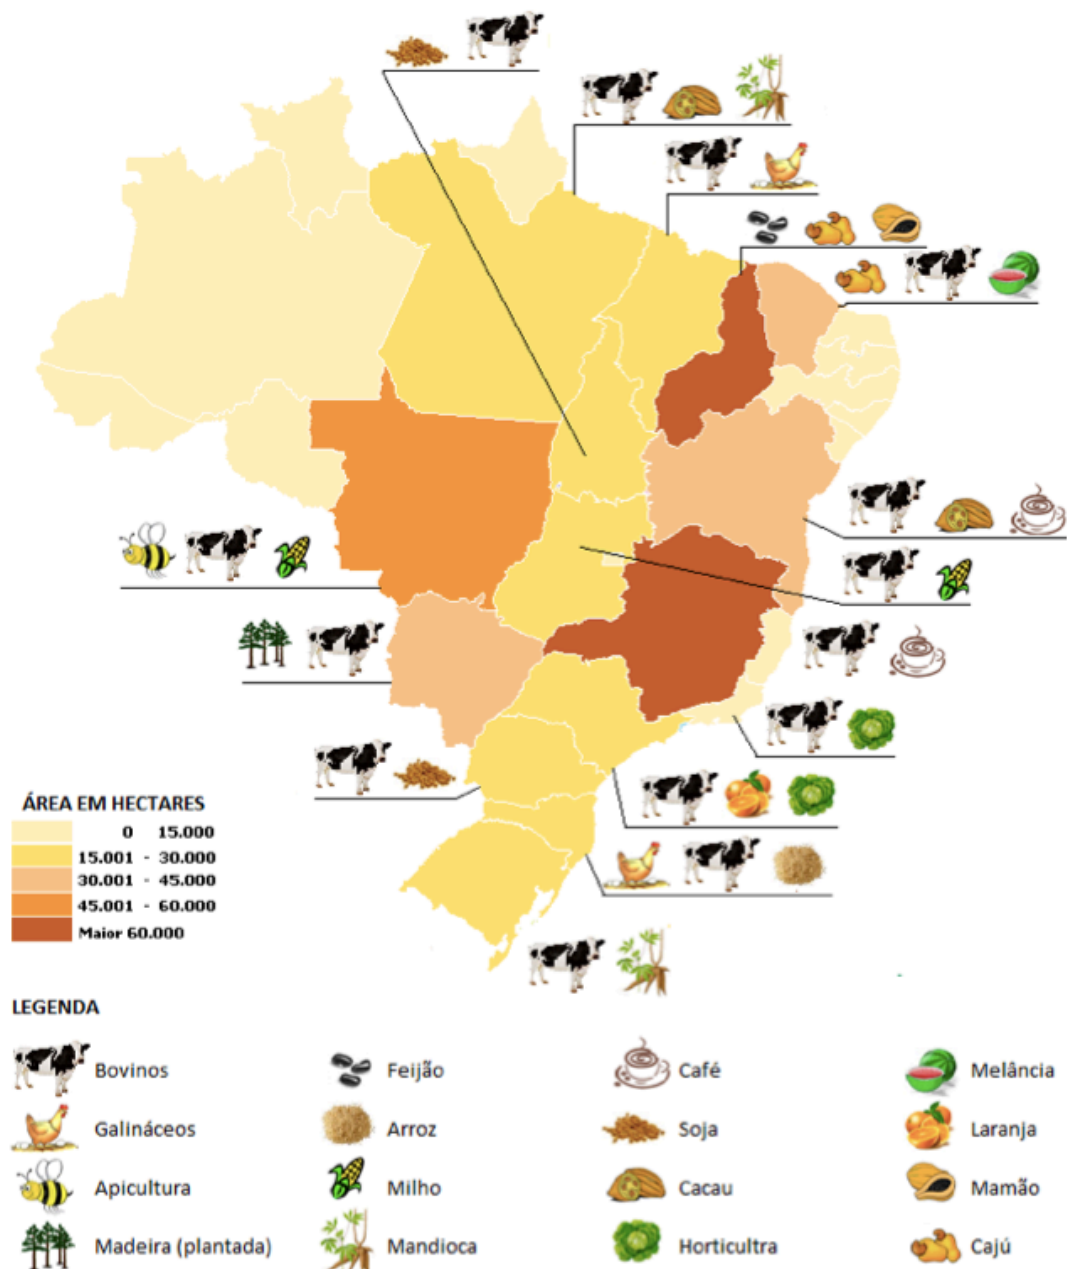 ÁREA EM HECTARES
0 15.000
15.001 - 30.000
30.001 - 45.000
45.001 - 60.000
Maior 60.000
LEGENDA
Bovinos Feijão Café Melância
Galináceos Arroz Soja Laranja
Apicultura Milho Cacau Mamão
Madeira (plantada) Mandioca Horticultra Cajú